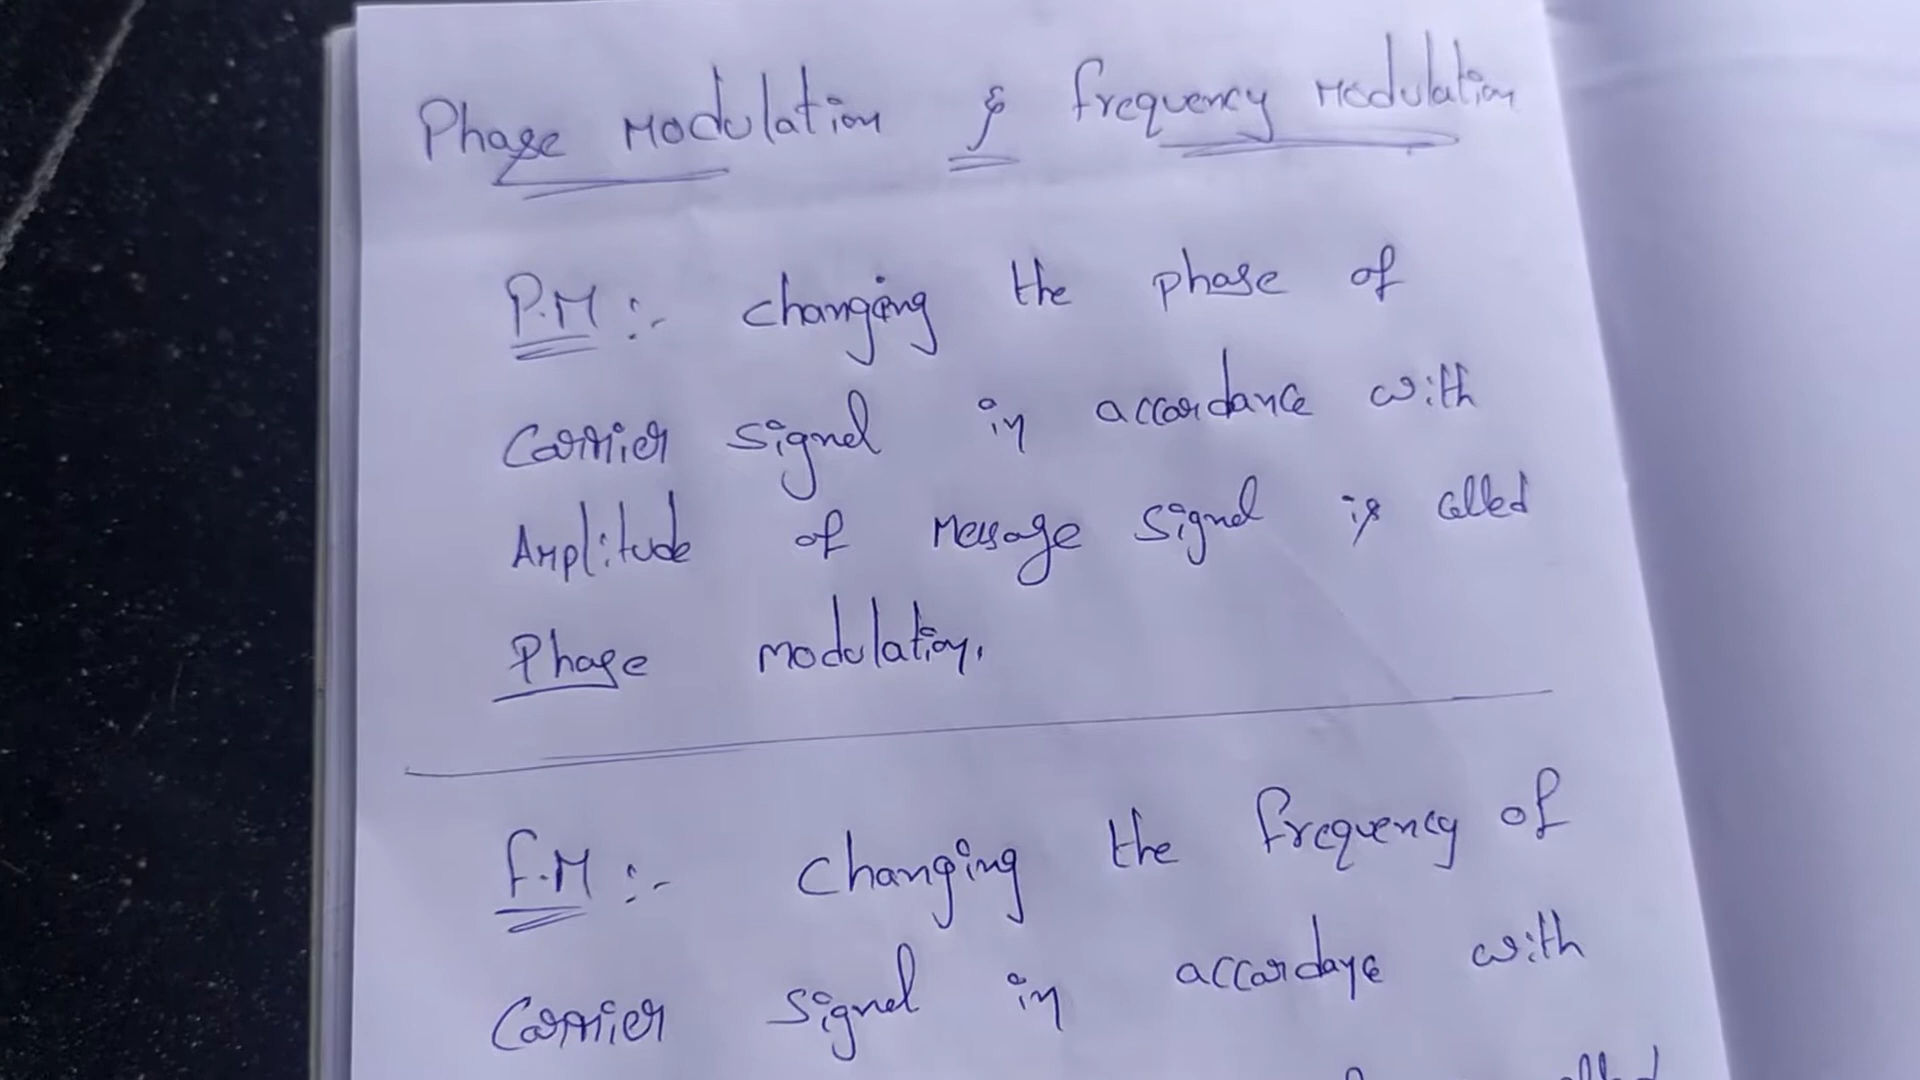 Phase Modulation & frequency Modulation
P.M :- changing the phase of
Carrier signal in accordance with
Amplitude of Message signal is called
Phase modulation.
F.M :- changing the frequency of
Carrier signal in accordance with